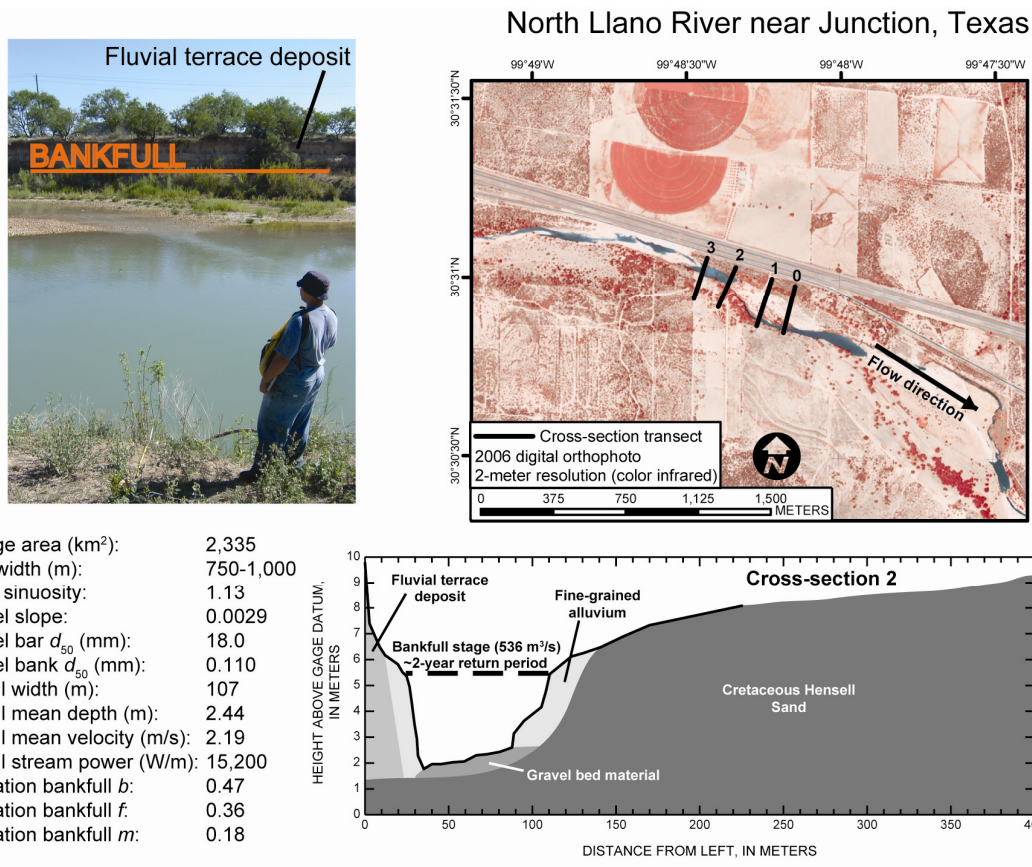 North Llano River near Junction, Texas
Fluvial terrace deposit
BANKFULL
99°49'W
99°48'30"W
99°48'W
99°47'30"W
30°31'30"N
30°31'N
30°30'30"N
3
2
1
0
Flow direction
Cross-section transect
2006 digital orthophoto
2-meter resolution (color infrared)
N
0 375 750 1,125 1,500
METERS
ge area (km²): 2,335
width (m): 750-1,000
sinuosity: 1.13
el slope: 0.0029
el bar d50 (mm): 18.0
el bank d50 (mm): 0.110
l width (m): 107
l mean depth (m): 2.44
l mean velocity (m/s): 2.19
l stream power (W/m): 15,200
ation bankfull b: 0.47
ation bankfull f: 0.36
ation bankfull m: 0.18
HEIGHT ABOVE GAGE DATUM,
IN METERS
10
9
8
7
6
5
4
3
2
1
0
Cross-section 2
Fluvial terrace
deposit
Fine-grained
alluvium
Bankfull stage (536 m³/s)
~2-year return period
Cretaceous Hensell
Sand
Gravel bed material
0 50 100 150 200 250 300 350 40
DISTANCE FROM LEFT, IN METERS